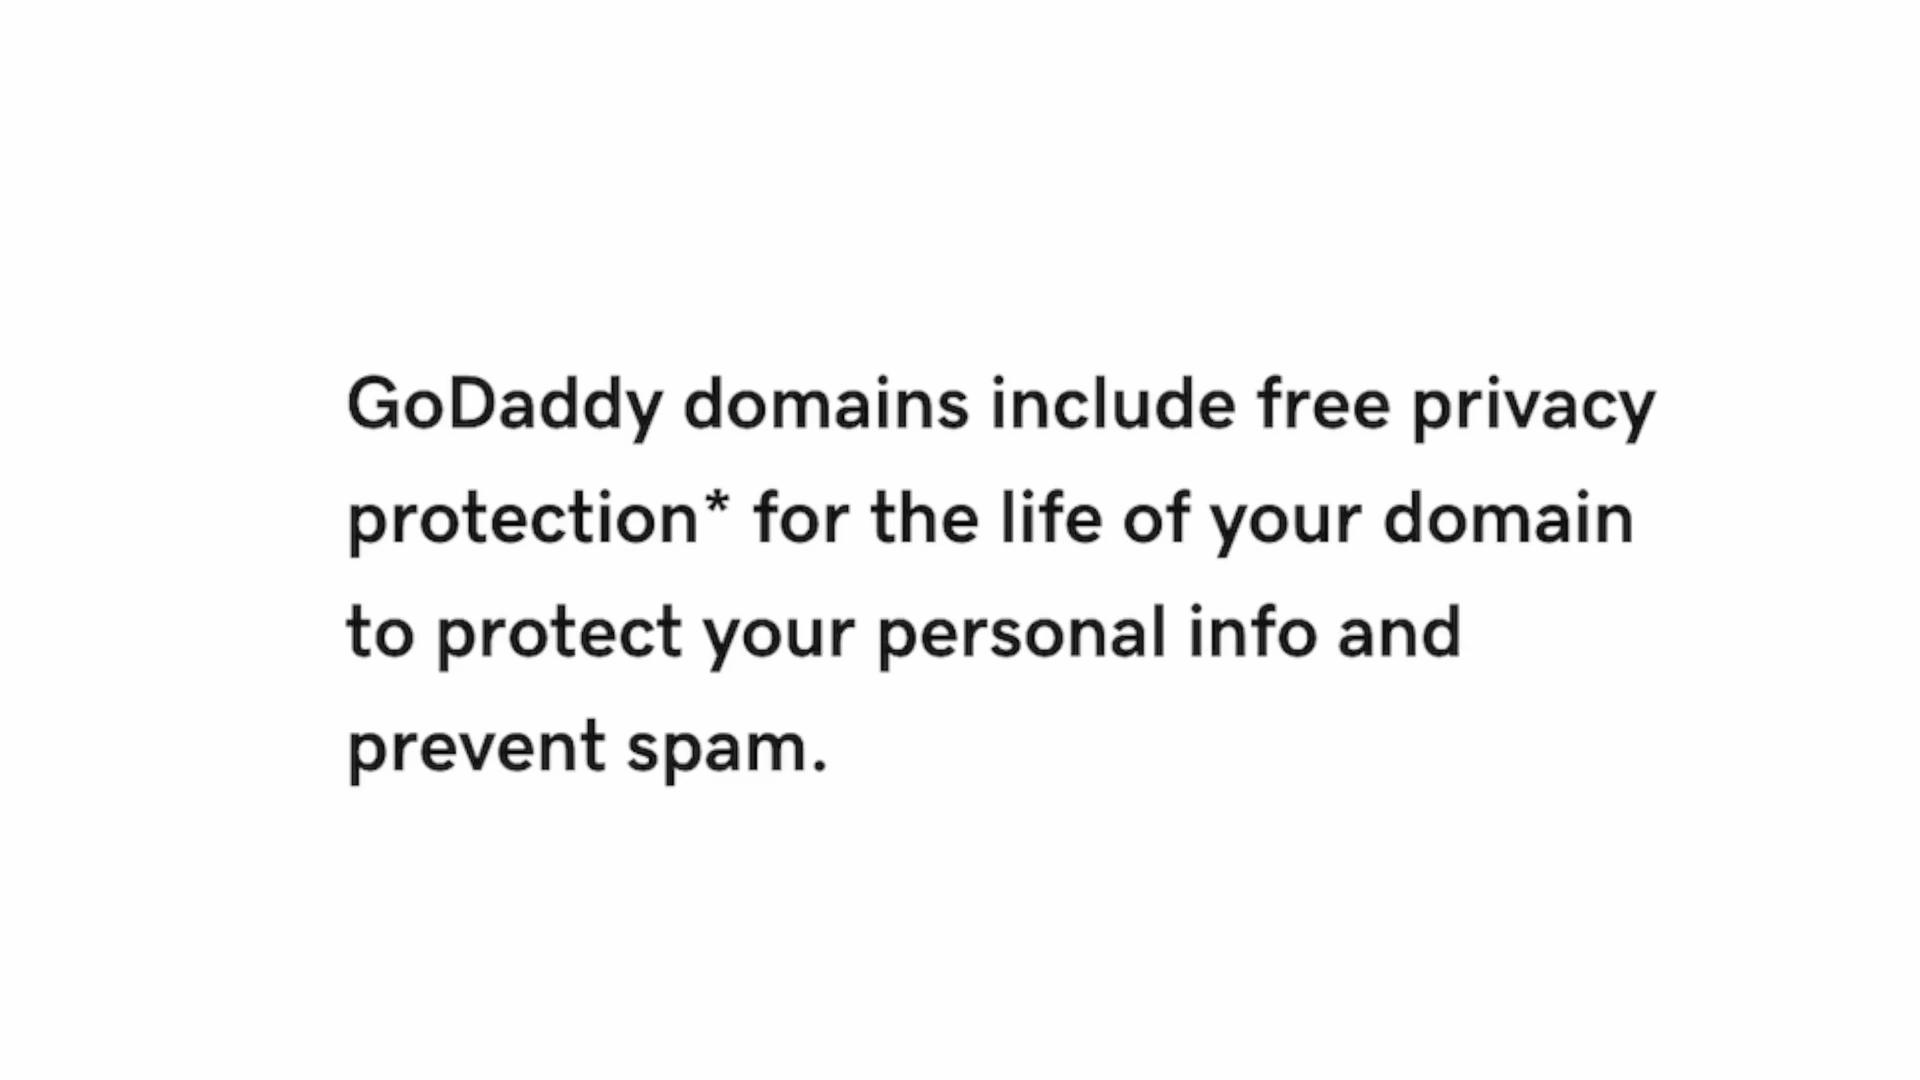 GoDaddy domains include free privacy
protection* for the life of your domain
to protect your personal info and
prevent spam.